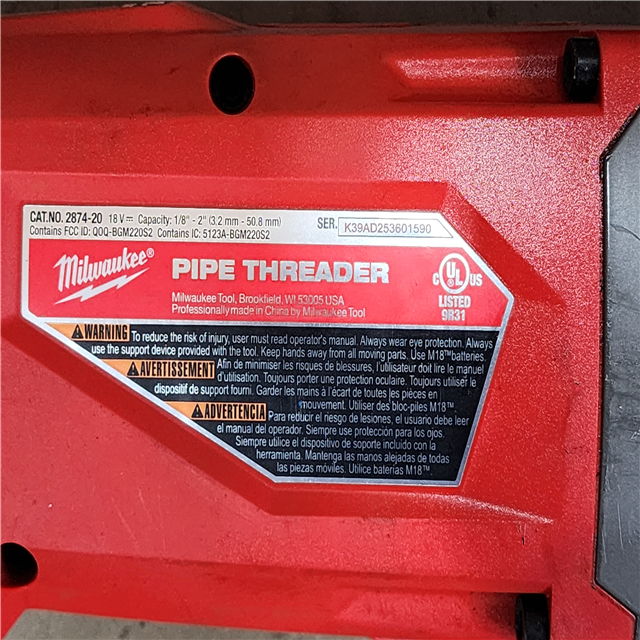 CAT.NO. 2874-20 18 V⎓ Capacity: 1/8" - 2" (3.2 mm - 50.8 mm)
Contains FCC ID: QOQ-BGM220S2 Contains IC: 5123A-BGM220S2
SER. K39AD253601590
Milwaukee®
PIPE THREADER
Milwaukee Tool, Brookfield, WI 53005 USA
Professionally made in China by Milwaukee Tool
C UL® US
LISTED
9B31
WARNING To reduce the risk of injury, user must read operator's manual. Always wear eye protection. Always
use the support device provided with the tool. Keep hands away from all moving parts. Use M18™ batteries.
AVERTISSEMENT Afin de minimiser les risques de blessures, l'utilisateur doit lire le manuel
d'utilisation. Toujours porter une protection oculaire. Toujours utiliser le
dispositif de support fourni. Garder les mains à l'écart de toutes les pièces en
mouvement. Utiliser des bloc-piles M18™
ADVERTENCIA Para reducir el riesgo de lesiones, el usuario debe leer
el manual del operador. Siempre use protección para los ojos.
Siempre utilice el dispositivo de soporte incluido con la
herramienta. Mantenga las manos alejadas de todas
las piezas móviles. Utilice baterías M18™.